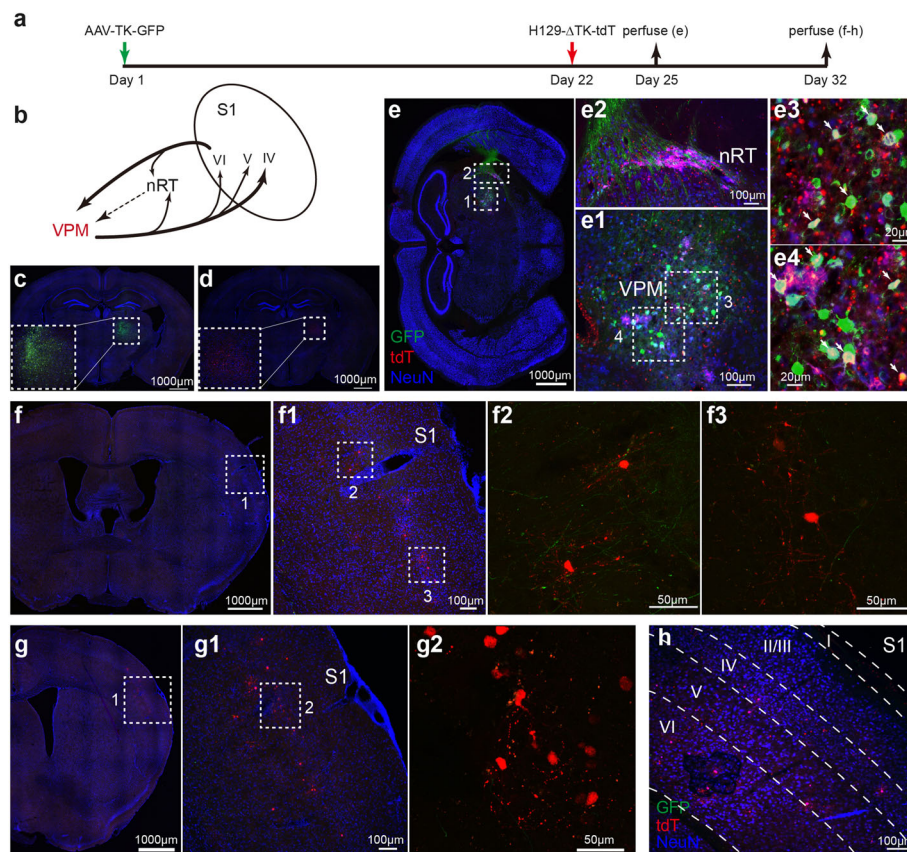 a
AAV-TK-GFP
H129-ΔTK-tdT
perfuse (e)
perfuse (f-h)
Day 1
Day 22
Day 25
Day 32
b
S1
VI
V
IV
nRT
VPM
c
1000μm
d
1000μm
e
2
1
GFP
tdT
NeuN
1000μm
e2
nRT
100μm
e1
VPM
3
4
100μm
e3
20μm
e4
20μm
f
1
1000μm
f1
S1
2
3
100μm
f2
50μm
f3
50μm
g
1
1000μm
g1
S1
2
100μm
g2
50μm
h
I
S1
II/III
IV
V
VI
GFP
tdT
NeuN
100μm